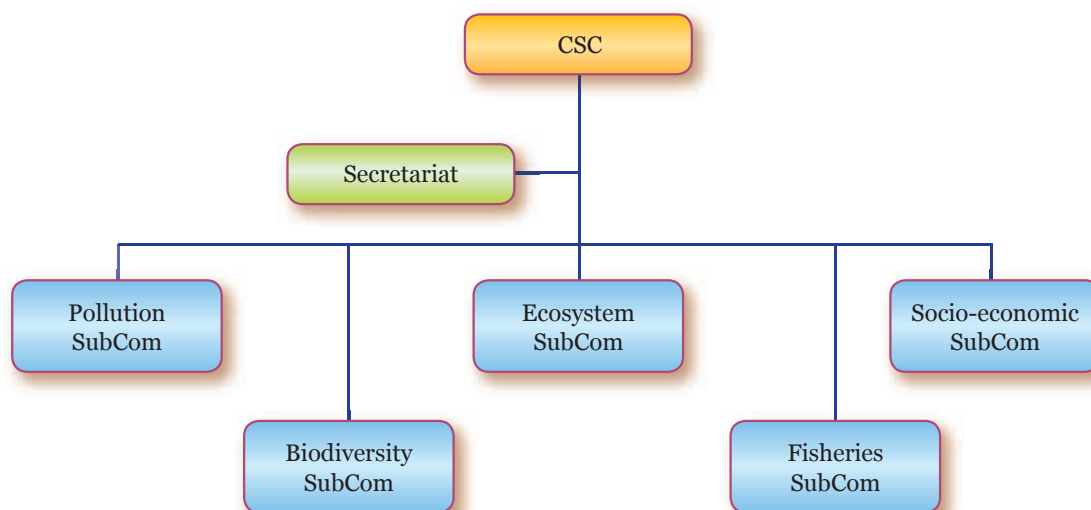 CSC
Secretariat
Pollution
SubCom
Ecosystem
SubCom
Socio-economic
SubCom
Biodiversity
SubCom
Fisheries
SubCom